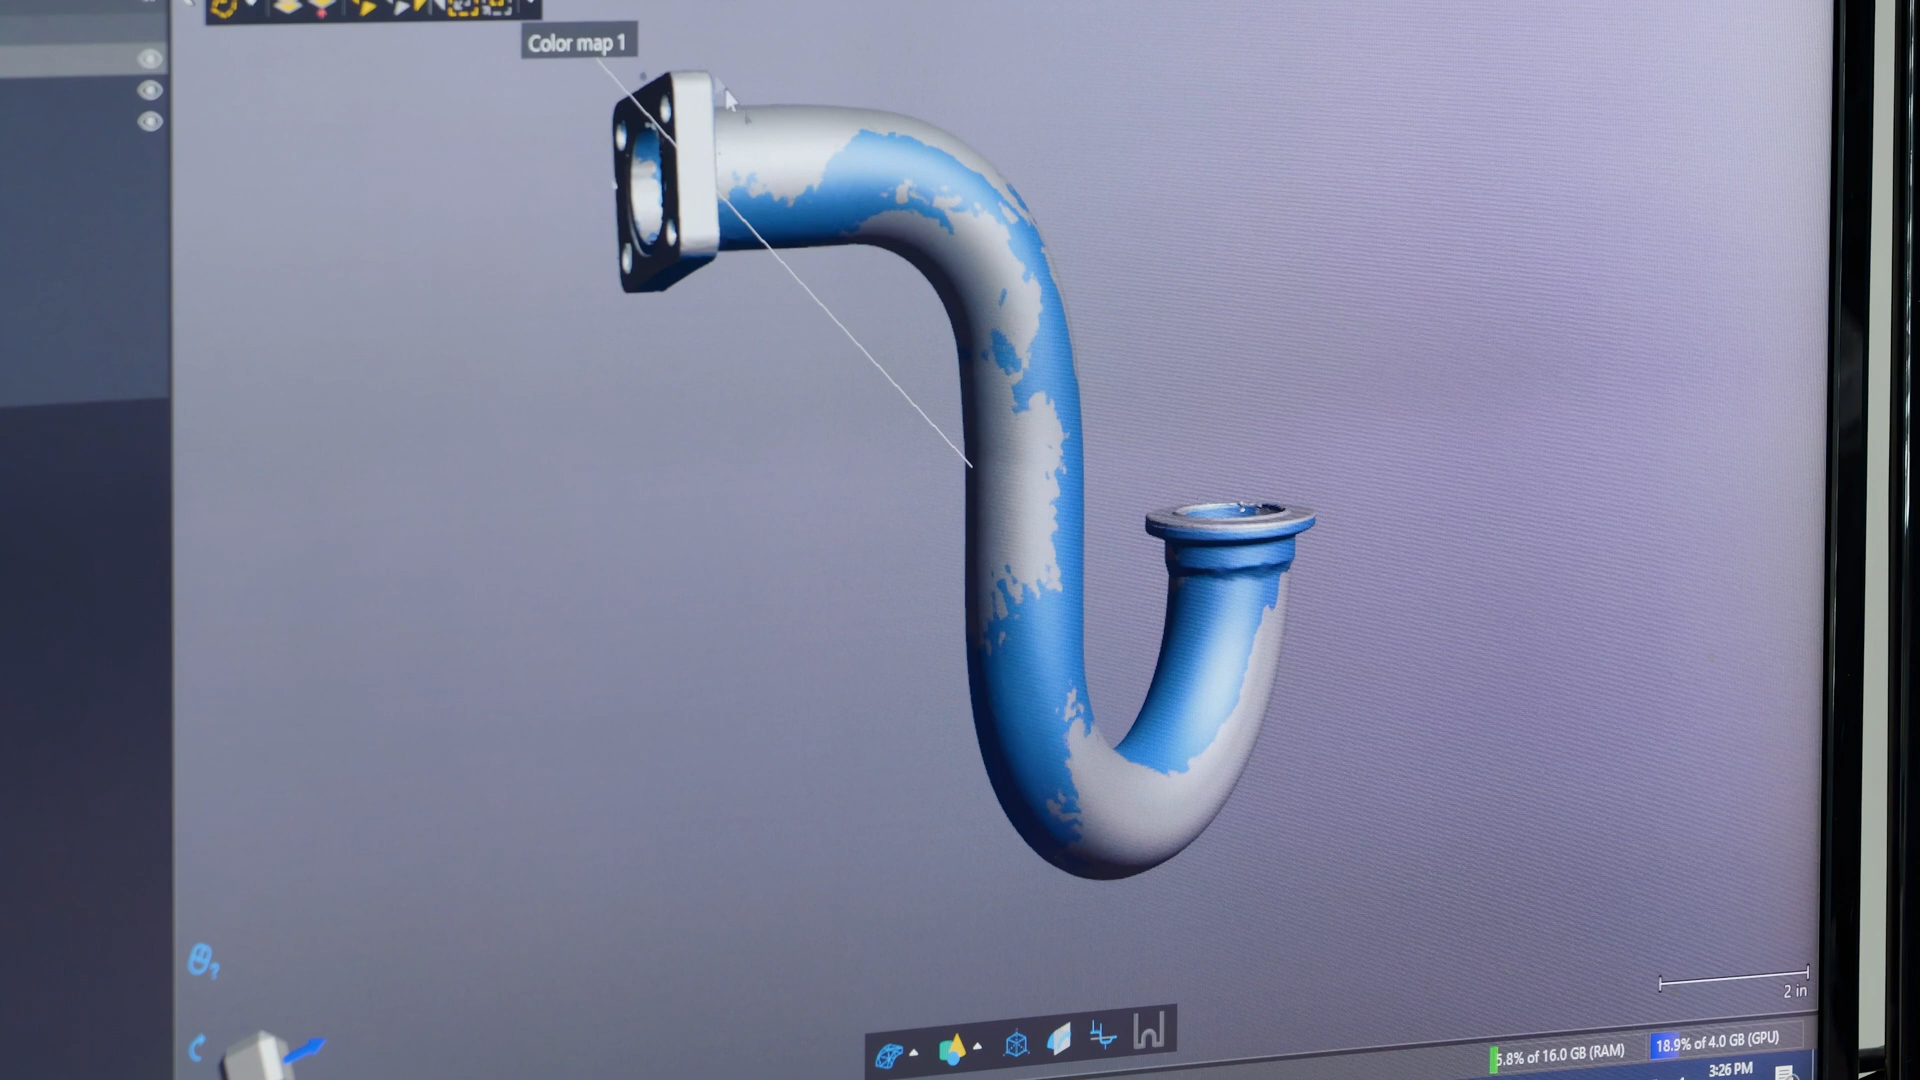 Color map 1
2 in
5.8% of 16.0 GB (RAM)
18.9% of 4.0 GB (GPU)
3:26 PM